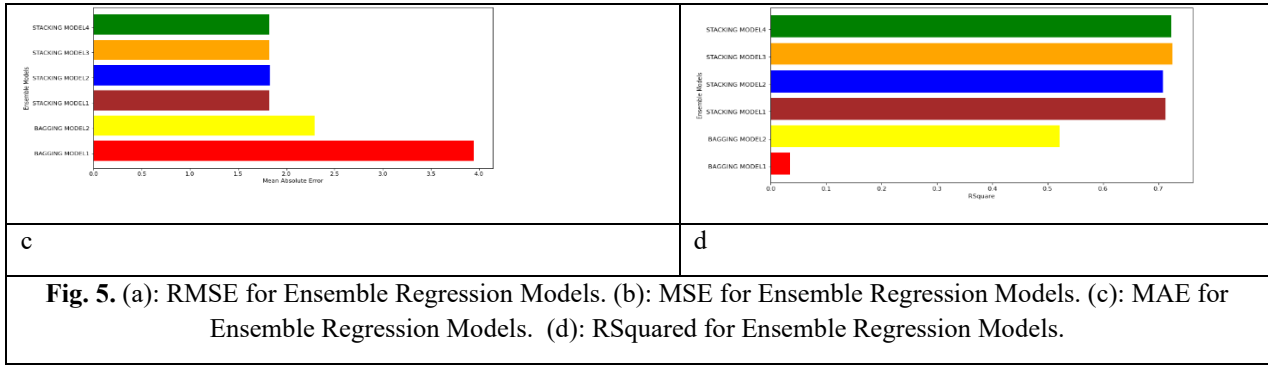 STACKING MODEL4
STACKING MODEL3
STACKING MODEL2
STACKING MODEL1
BAGGING MODEL2
BAGGING MODEL1
Ensemble Models
0.0 0.5 1.0 1.5 2.0 2.5 3.0 3.5 4.0
Mean Absolute Error
STACKING MODEL4
STACKING MODEL3
STACKING MODEL2
STACKING MODEL1
BAGGING MODEL2
BAGGING MODEL1
Ensemble Models
0.0 0.1 0.2 0.3 0.4 0.5 0.6 0.7
RSquare
c
d
Fig. 5. (a): RMSE for Ensemble Regression Models. (b): MSE for Ensemble Regression Models. (c): MAE for
Ensemble Regression Models. (d): RSquared for Ensemble Regression Models.